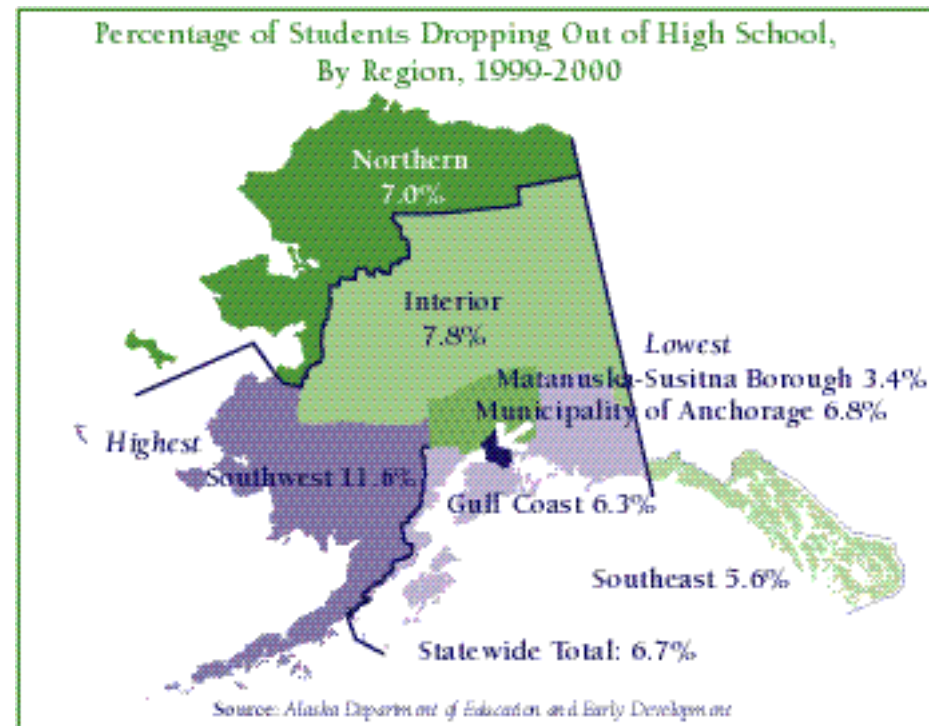 Percentage of Students Dropping Out of High School,
By Region, 1999-2000
Northern
7.0%
Interior
7.8%
Lowest
Matanuska-Susitna Borough 3.4%
Municipality of Anchorage 6.8%
Highest
Southwest 11.6%
Gulf Coast 6.3%
Southeast 5.6%
Statewide Total: 6.7%
Source: Alaska Department of Education and Early Development